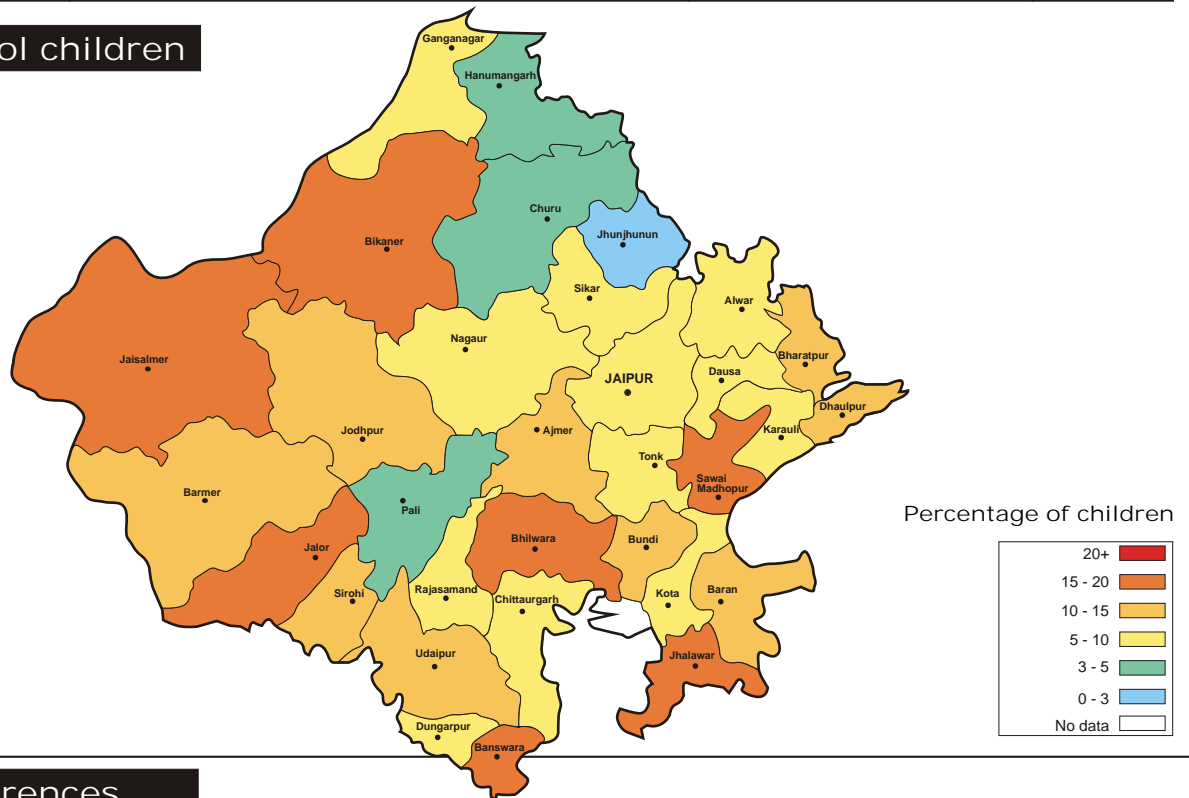 ol children
Ganganagar
Hanumangarh
Churu
Jhunjhunun
Bikaner
Sikar
Alwar
Nagaur
Jaisalmer
Bharatpur
Dausa
JAIPUR
Dhaulpur
Jodhpur
Ajmer
Karauli
Tonk
Sawai
Madhopur
Barmer
Pali
Jalor
Bhilwara
Bundi
Sirohi
Rajasamand
Chittaurgarh
Kota
Baran
Udaipur
Jhalawar
Dungarpur
Banswara
Percentage of children
20+
15 - 20
10 - 15
5 - 10
3 - 5
0 - 3
No data
rences